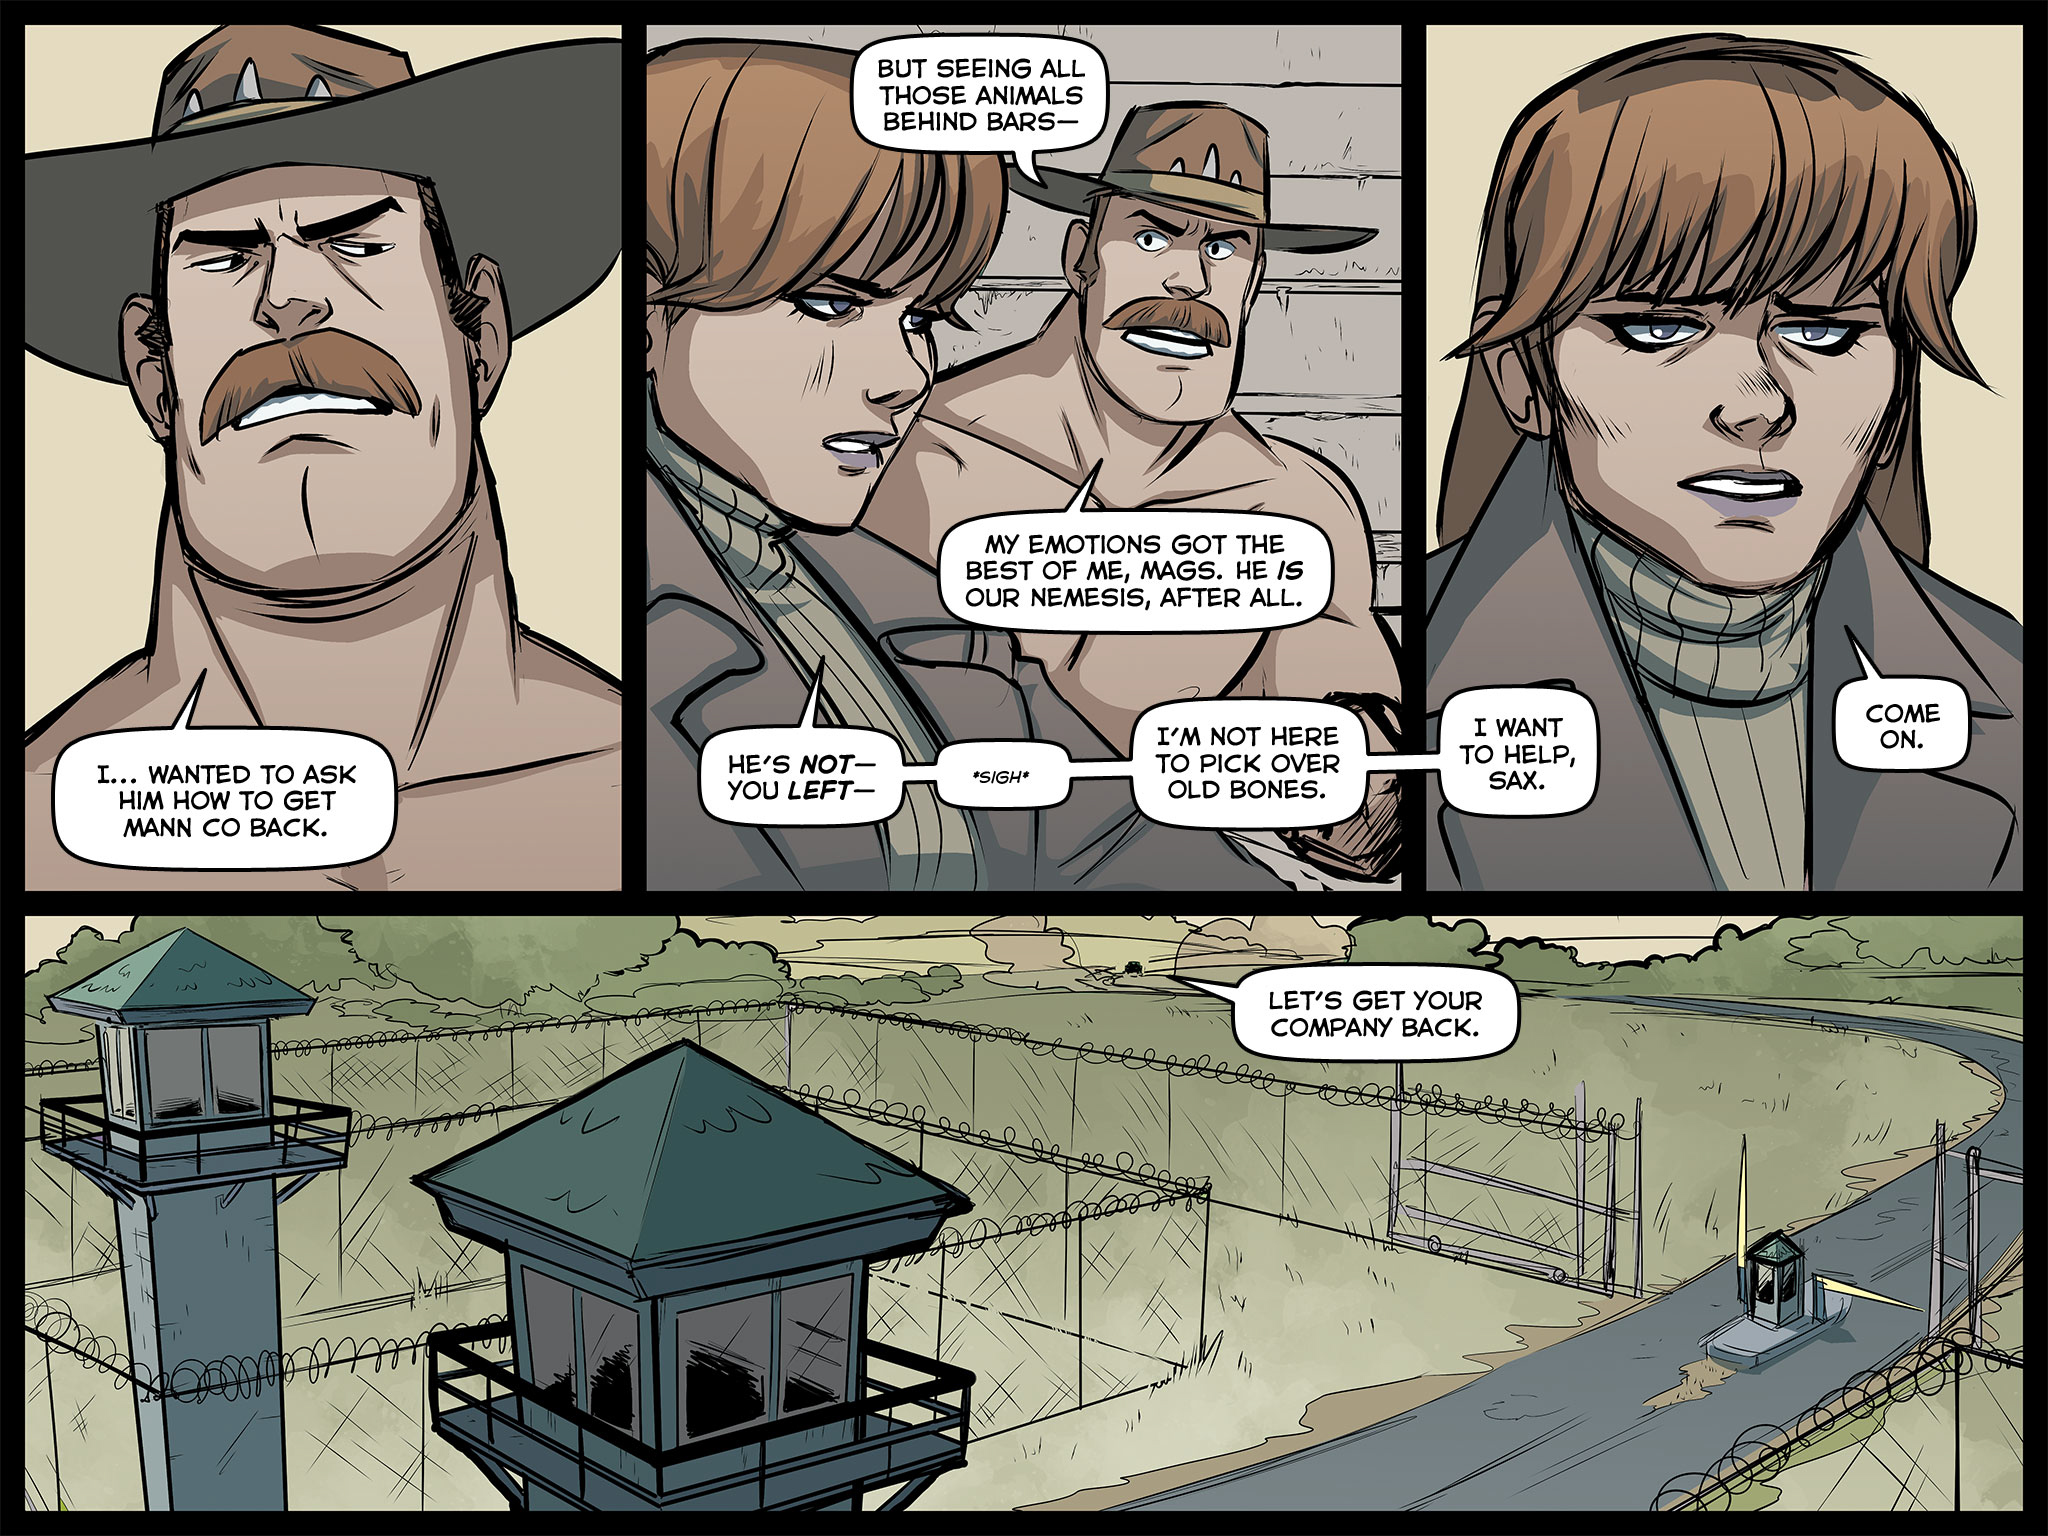 I... WANTED TO ASK
HIM HOW TO GET
MANN CO BACK.
BUT SEEING ALL
THOSE ANIMALS
BEHIND BARS—
MY EMOTIONS GOT THE
BEST OF ME, MAGS. HE IS
OUR NEMESIS, AFTER ALL.
HE'S NOT—
YOU LEFT—
*SIGH*
I'M NOT HERE
TO PICK OVER
OLD BONES.
I WANT
TO HELP,
SAX.
COME
ON.
LET'S GET YOUR
COMPANY BACK.